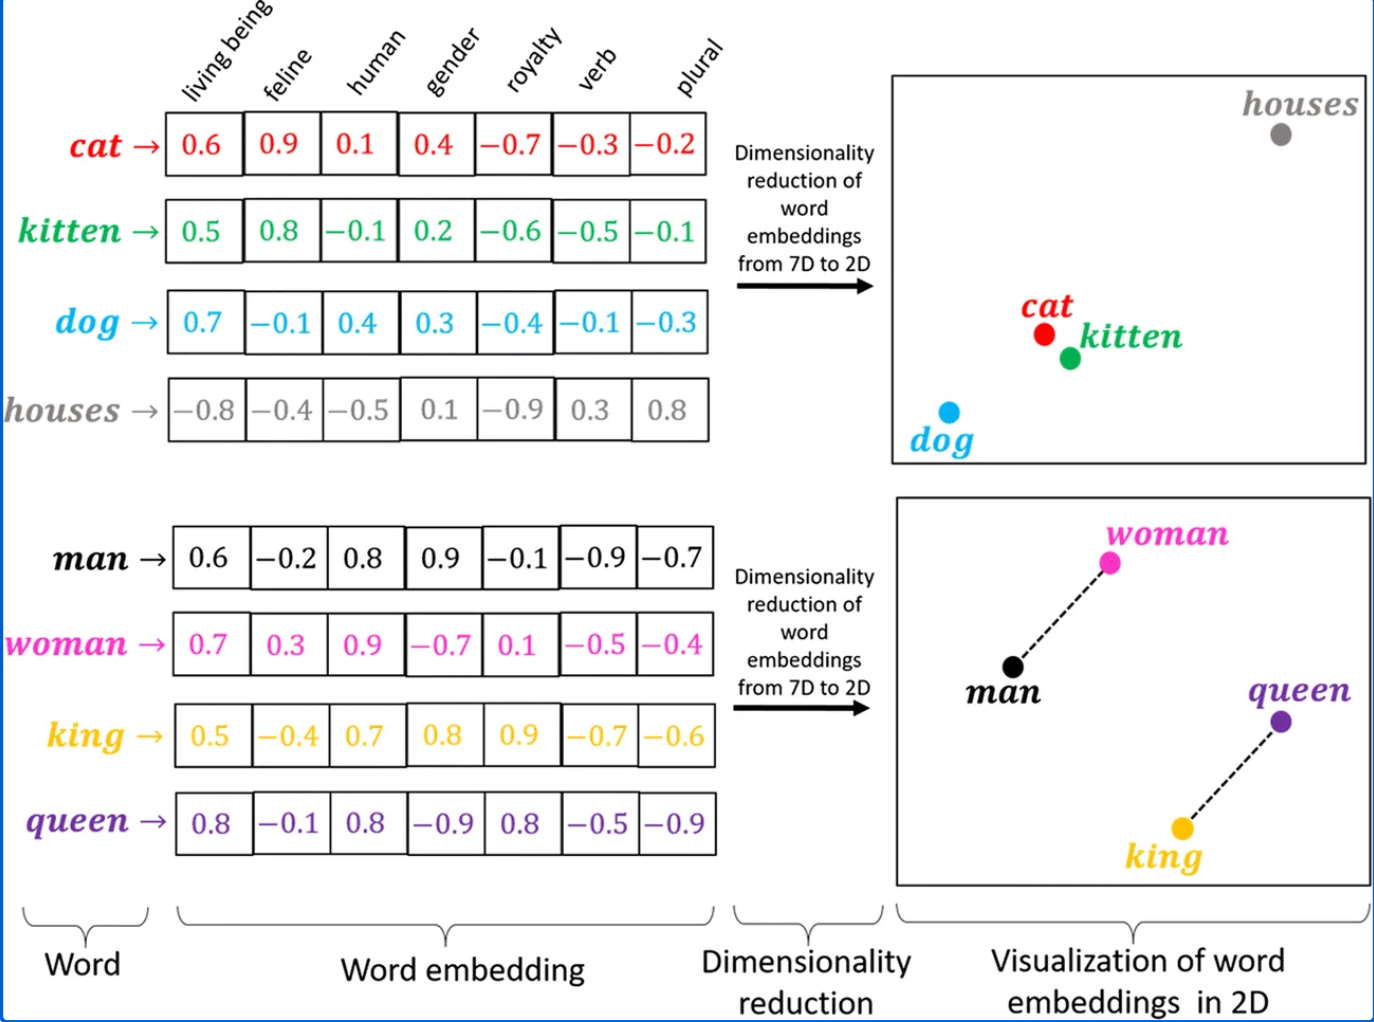 living being feline human gender royalty verb plural
cat → 0.6 0.9 0.1 0.4 −0.7 −0.3 −0.2
kitten → 0.5 0.8 −0.1 0.2 −0.6 −0.5 −0.1
dog → 0.7 −0.1 0.4 0.3 −0.4 −0.1 −0.3
houses → −0.8 −0.4 −0.5 0.1 −0.9 0.3 0.8
Dimensionality
reduction of
word
embeddings
from 7D to 2D
houses
cat
kitten
dog
man → 0.6 −0.2 0.8 0.9 −0.1 −0.9 −0.7
woman → 0.7 0.3 0.9 −0.7 0.1 −0.5 −0.4
king → 0.5 −0.4 0.7 0.8 0.9 −0.7 −0.6
queen → 0.8 −0.1 0.8 −0.9 0.8 −0.5 −0.9
Dimensionality
reduction of
word
embeddings
from 7D to 2D
woman
man
queen
king
Word
Word embedding
Dimensionality
reduction
Visualization of word
embeddings in 2D